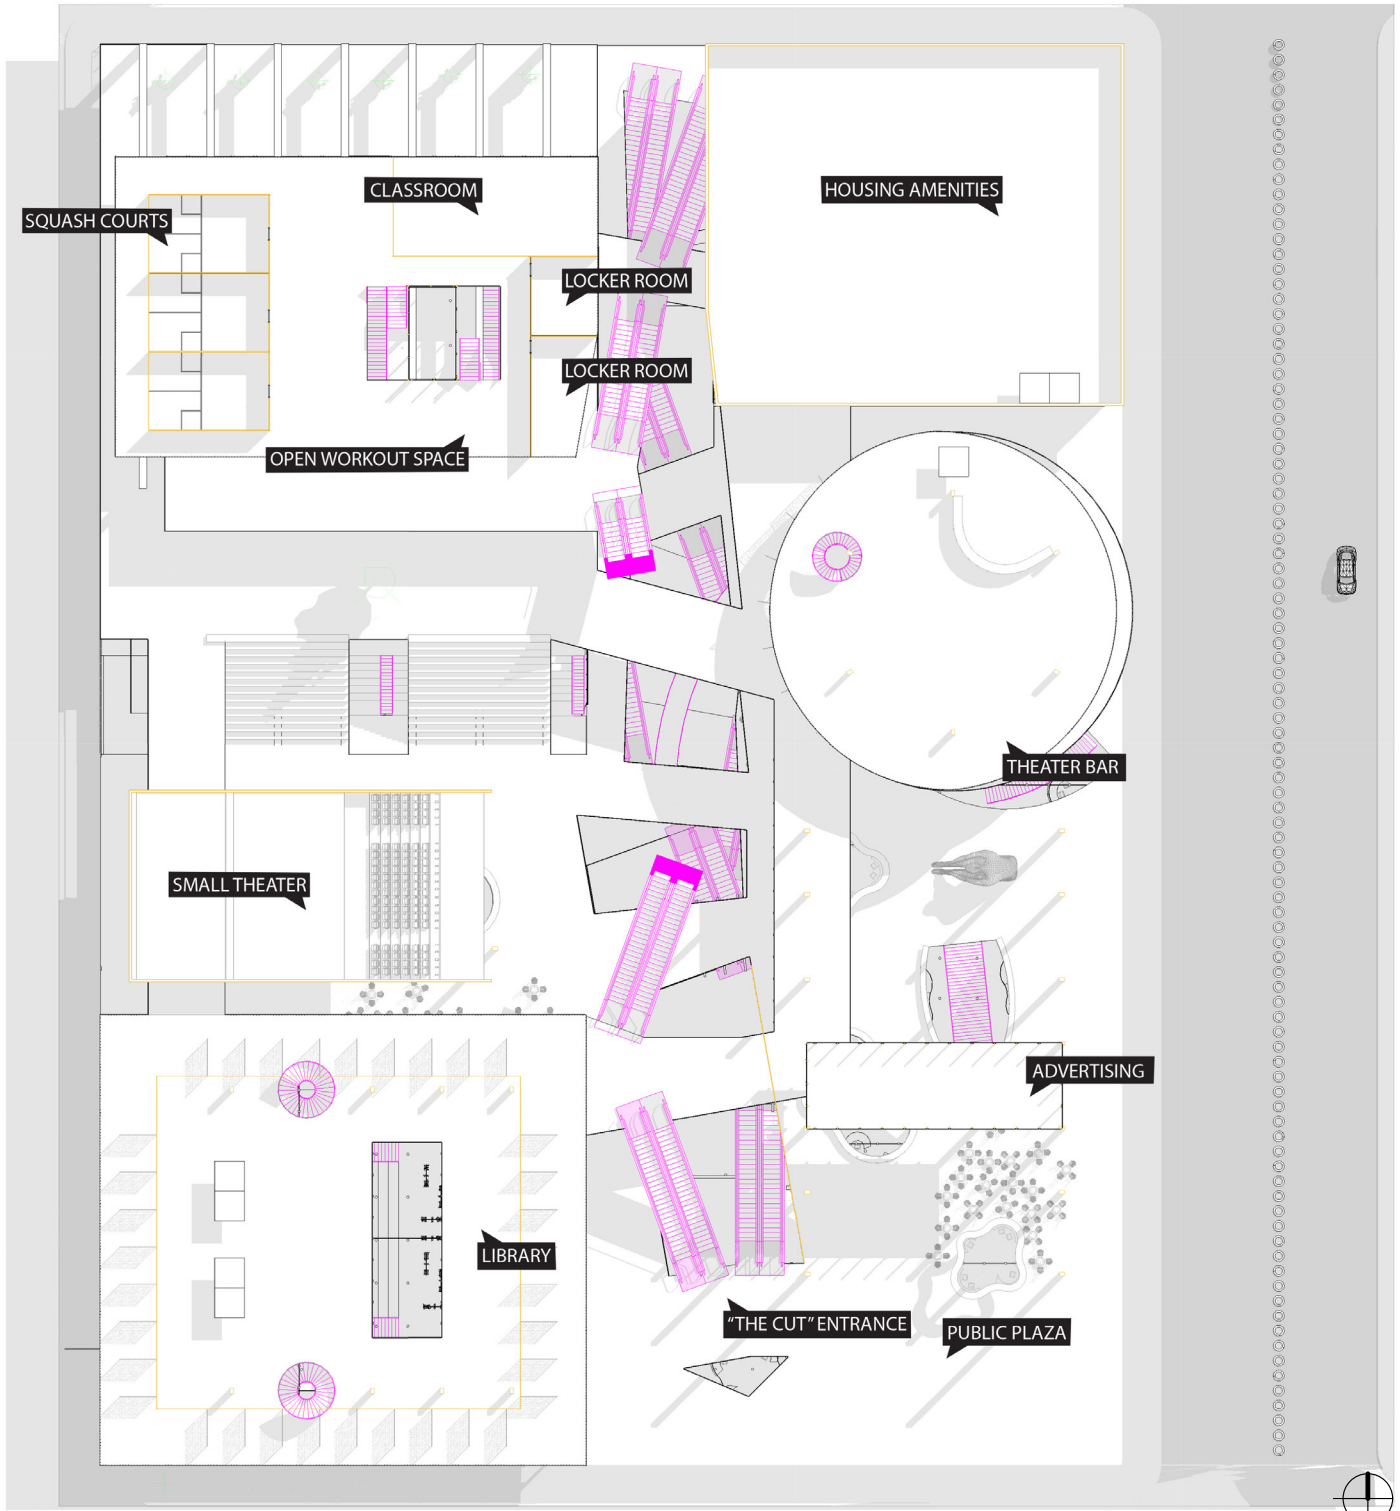 CLASSROOM
HOUSING AMENITIES
SQUASH COURTS
LOCKER ROOM
LOCKER ROOM
OPEN WORKOUT SPACE
THEATER BAR
SMALL THEATER
ADVERTISING
LIBRARY
"THE CUT" ENTRANCE
PUBLIC PLAZA